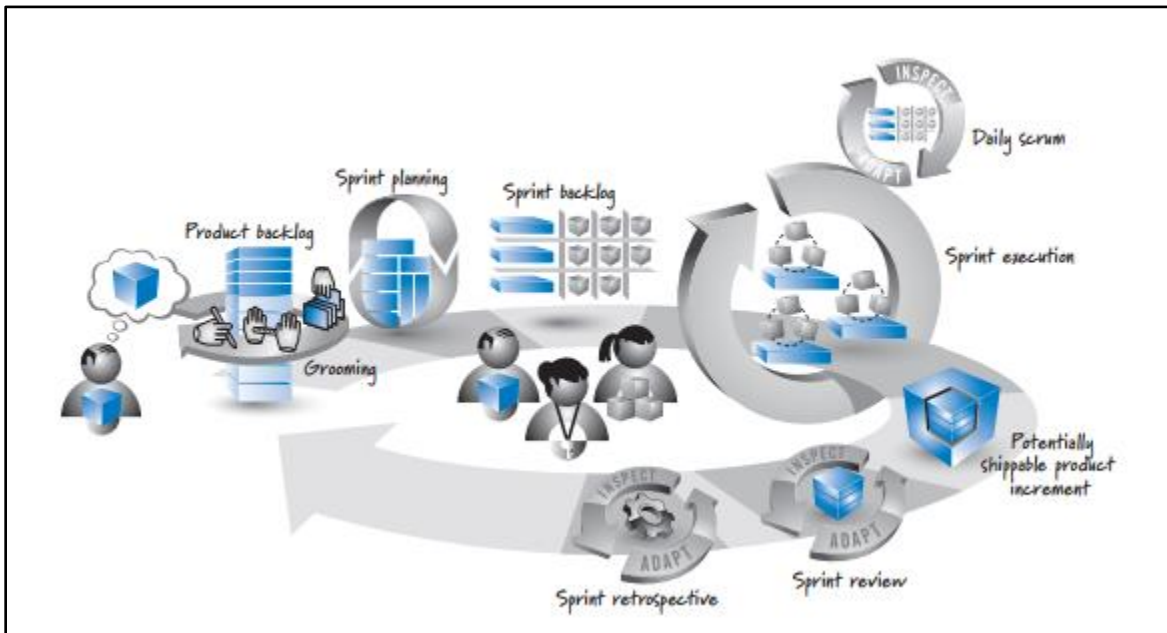 INSPECT
ADAPT
Daily scrum
Sprint planning
Sprint backlog
Product backlog
Sprint execution
Grooming
Potentially
shippable product
increment
INSPECT
ADAPT
Sprint review
INSPECT
ADAPT
Sprint retrospective